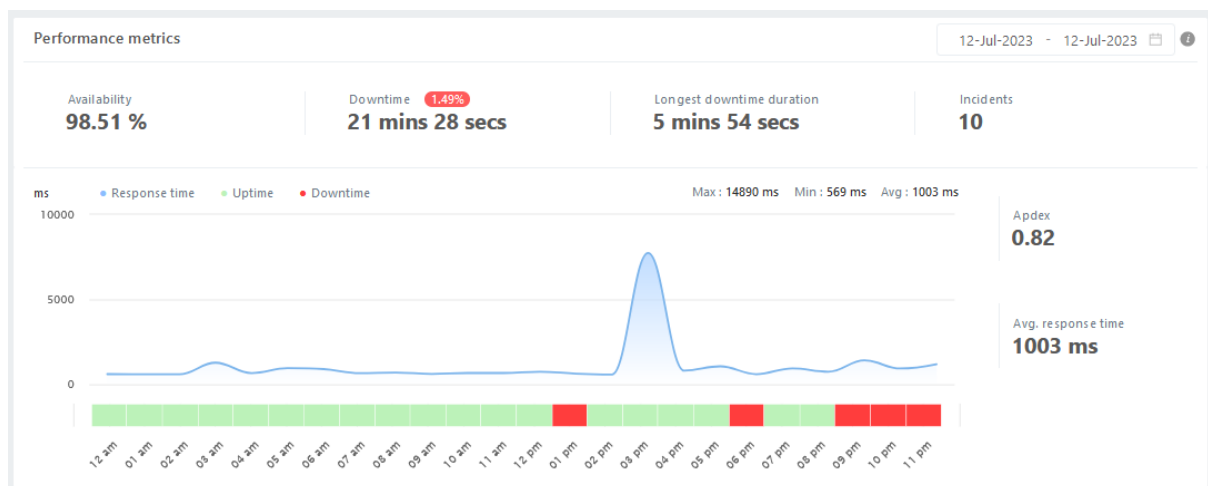 Performance metrics
12-Jul-2023 - 12-Jul-2023
Availability
98.51 %
Downtime 1.49%
21 mins 28 secs
Longest downtime duration
5 mins 54 secs
Incidents
10
ms
Response time
Uptime
Downtime
Max : 14890 ms Min : 569 ms Avg : 1003 ms
10000
5000
0
12 am
01 am
02 am
03 am
04 am
05 am
06 am
07 am
08 am
09 am
10 am
11 am
12 pm
01 pm
02 pm
03 pm
04 pm
05 pm
06 pm
07 pm
08 pm
09 pm
10 pm
11 pm
Apdex
0.82
Avg. response time
1003 ms